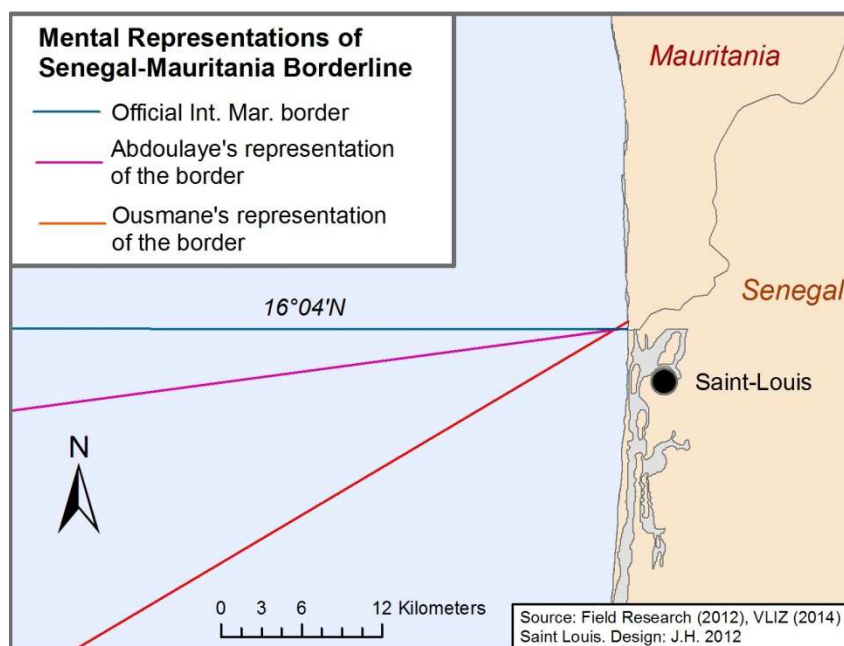 Mental Representations of
Senegal-Mauritania Borderline
Official Int. Mar. border
Abdoulaye's representation
of the border
Ousmane's representation
of the border
Mauritania
Senegal
16°04'N
Saint-Louis
N
0 3 6 12 Kilometers
Source: Field Research (2012), VLIZ (2014)
Saint Louis. Design: J.H. 2012